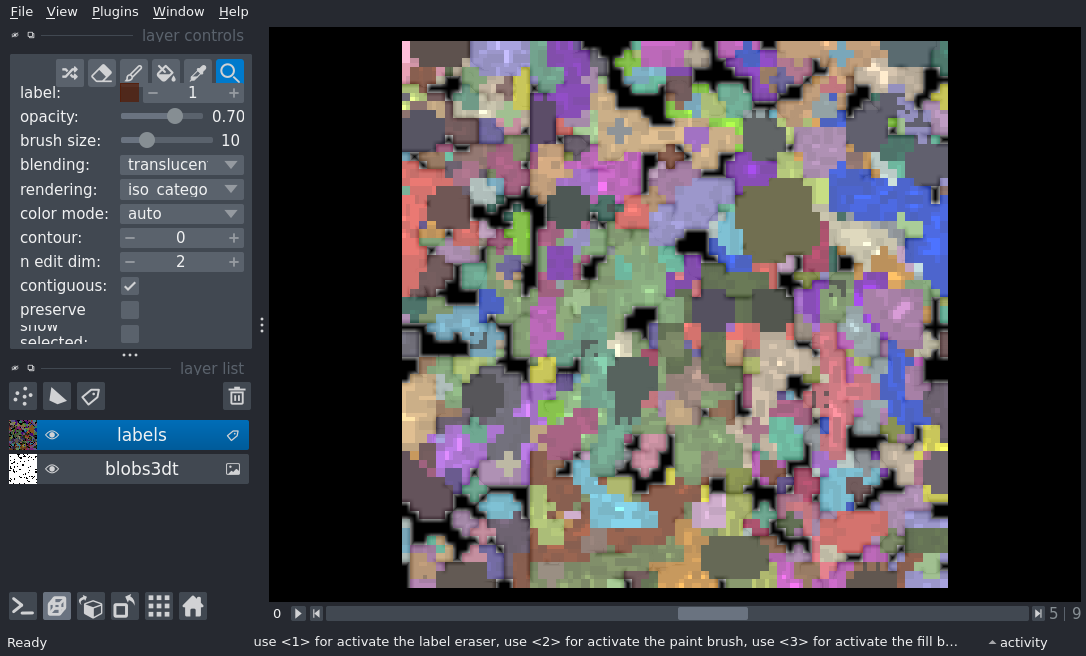 File View Plugins Window Help
layer controls
label: 1
opacity: 0.70
brush size: 10
blending: translucen
rendering: iso_catego
color mode: auto
contour: 0
n edit dim: 2
contiguous:
preserve
show
selected:
layer list
labels
blobs3dt
0 5 | 9
Ready use <1> for activate the label eraser, use <2> for activate the paint brush, use <3> for activate the fill b... activity